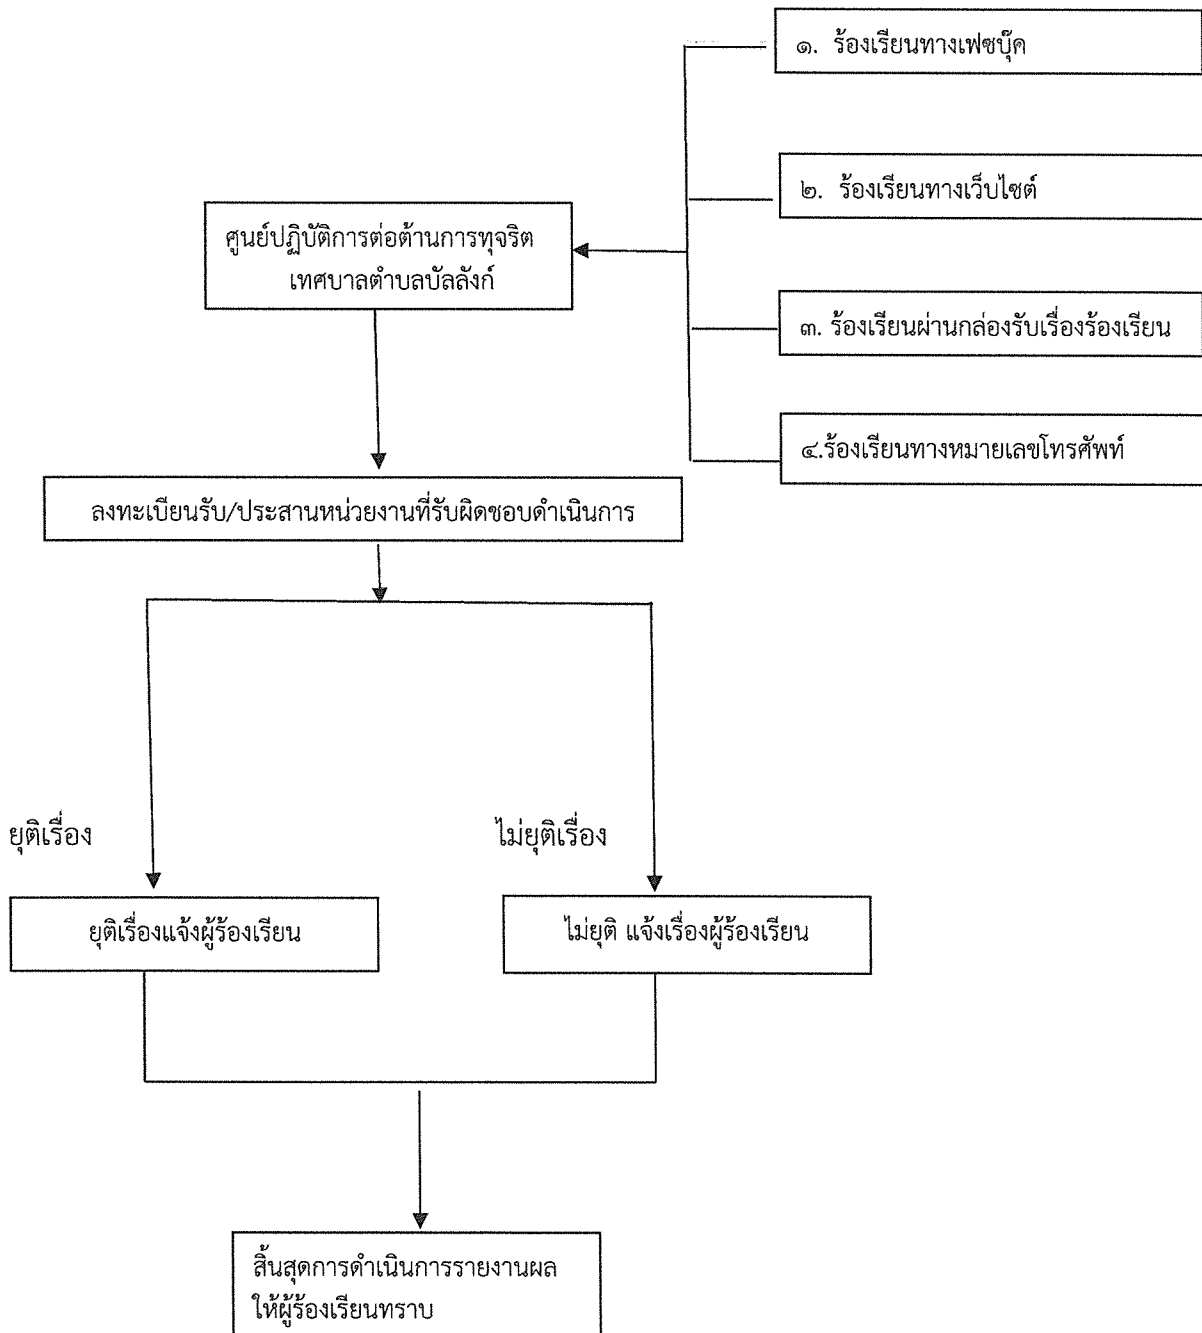 ๑. ร้องเรียนทางเฟซบุ๊ค
๒. ร้องเรียนทางเว็บไซต์
ศูนย์ปฏิบัติการต่อต้านการทุจริต
เทศบาลตำบลบัลลังก์
๓. ร้องเรียนผ่านกล่องรับเรื่องร้องเรียน
๔.ร้องเรียนทางหมายเลขโทรศัพท์
ลงทะเบียนรับ/ประสานหน่วยงานที่รับผิดชอบดำเนินการ
ยุติเรื่อง
ไม่ยุติเรื่อง
ยุติเรื่องแจ้งผู้ร้องเรียน
ไม่ยุติ แจ้งเรื่องผู้ร้องเรียน
สิ้นสุดการดำเนินการรายงานผล
ให้ผู้ร้องเรียนทราบ